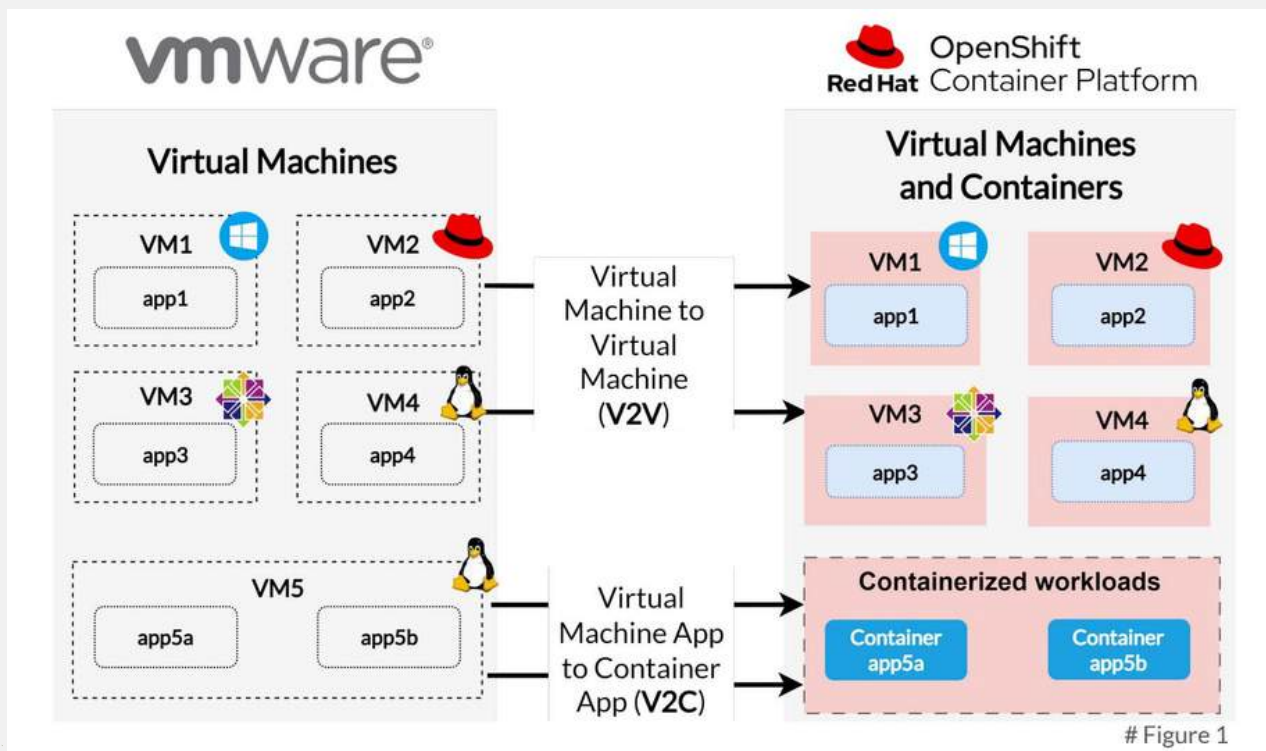 vmware®
Red Hat
OpenShift
Container Platform
Virtual Machines
VM1
app1
VM2
app2
VM3
app3
VM4
app4
VM5
app5a
app5b
Virtual
Machine to
Virtual
Machine
(V2V)
Virtual
Machine App
to Container
App (V2C)
Virtual Machines
and Containers
VM1
app1
VM2
app2
VM3
app3
VM4
app4
Containerized workloads
Container
app5a
Container
app5b
# Figure 1